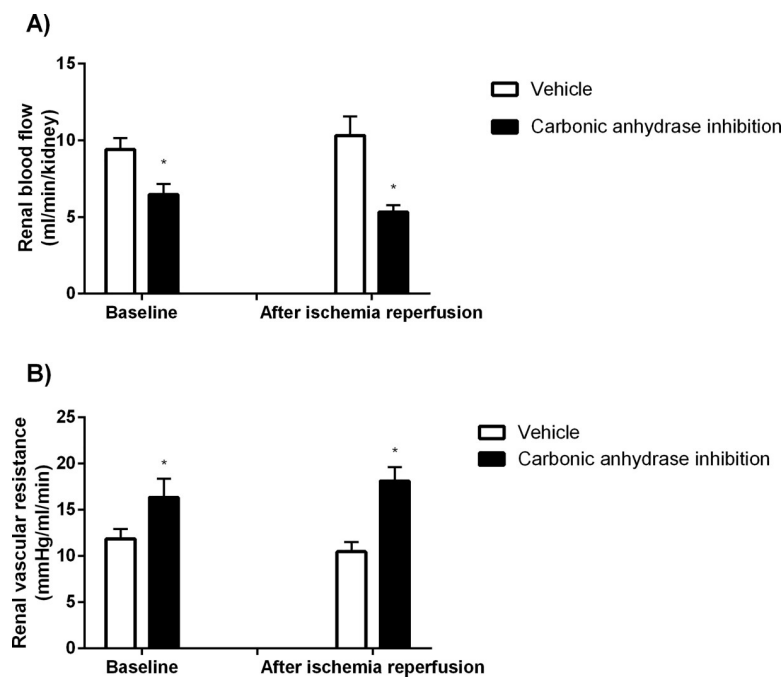 A)
Renal blood flow
(ml/min/kidney)
15
10
5
0
*
*
Baseline
After ischemia reperfusion
Vehicle
Carbonic anhydrase inhibition
B)
Renal vascular resistance
(mmHg/ml/min)
25
20
15
10
5
0
*
*
Baseline
After ischemia reperfusion
Vehicle
Carbonic anhydrase inhibition